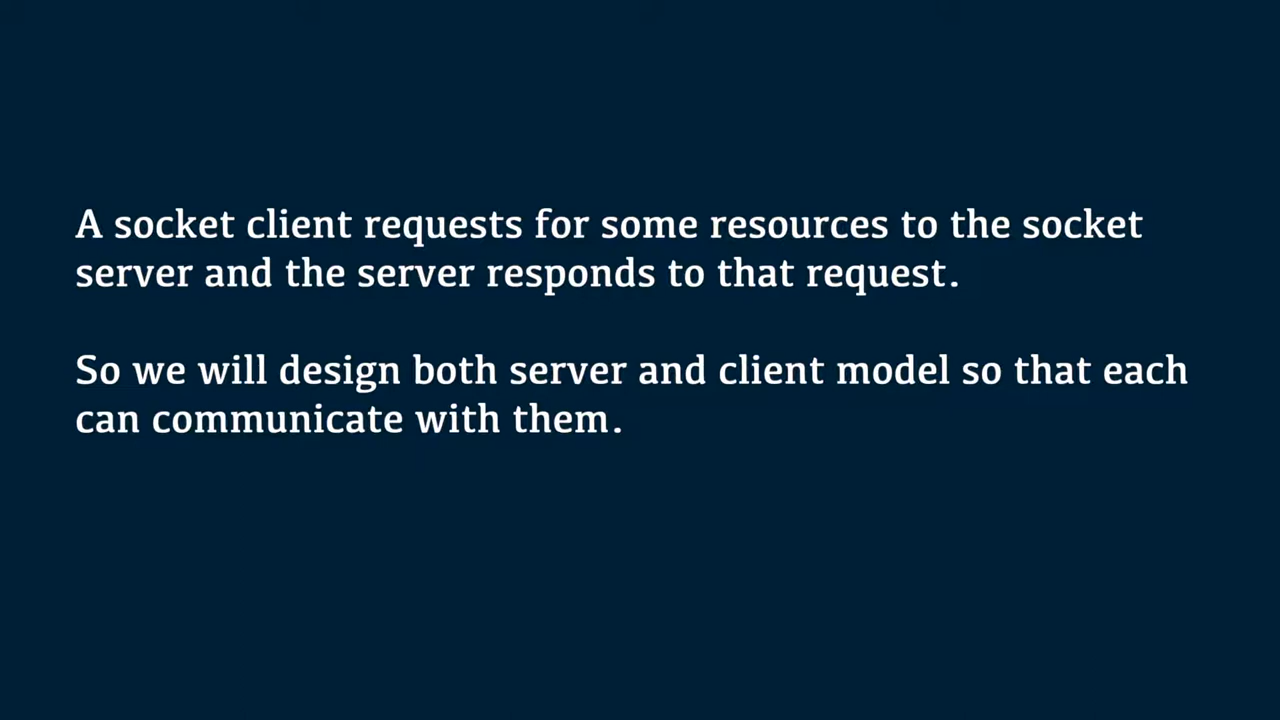 A socket client requests for some resources to the socket
server and the server responds to that request.
So we will design both server and client model so that each
can communicate with them.